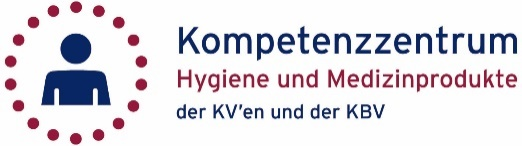 Kompetenzzentrum
Hygiene und Medizinprodukte
der KV'en und der KBV